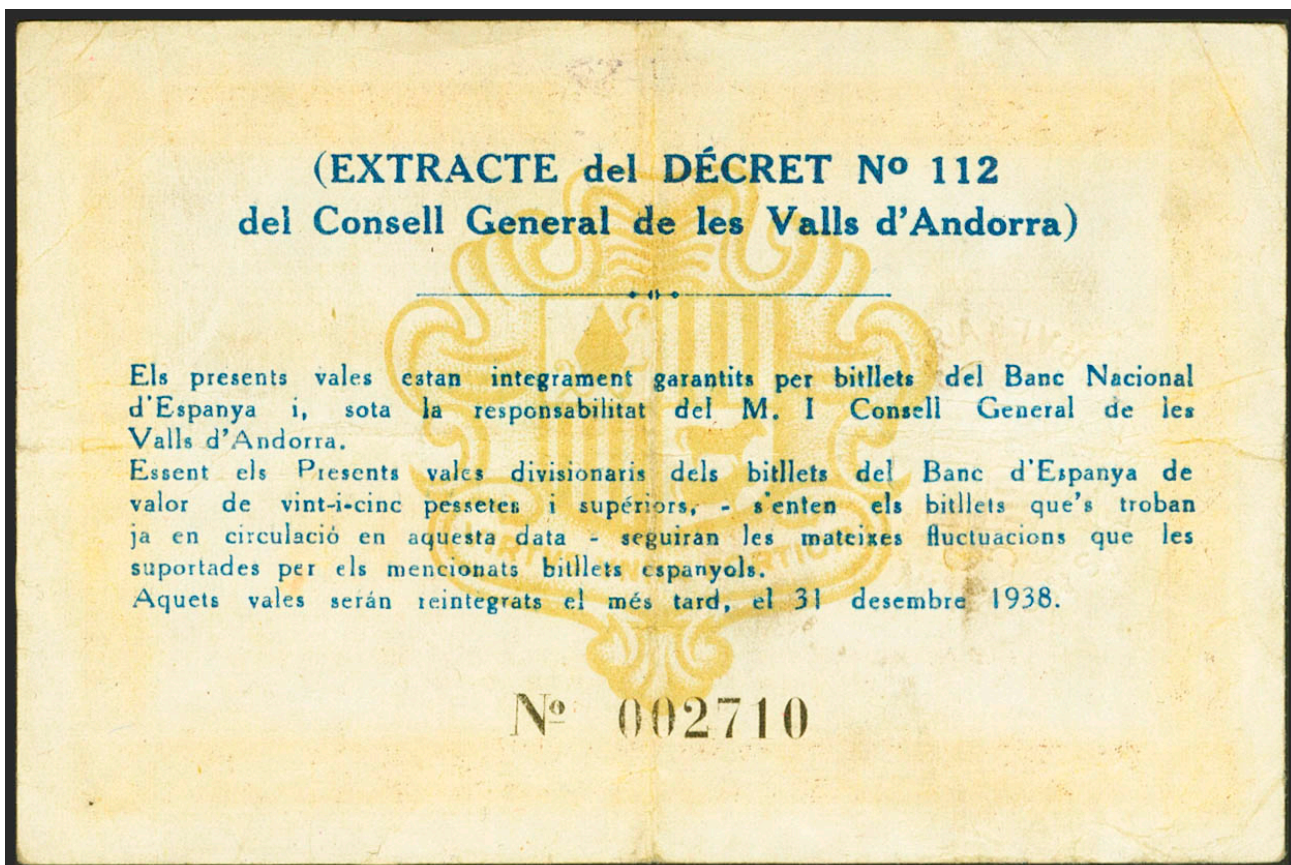 (EXTRACTE del DÉCRET Nº 112
del Consell General de les Valls d'Andorra)
Els presents vales estan integrament garantits per bitllets del Banc Nacional
d'Espanya i, sota la responsabilitat del M. I Consell General de les
Valls d'Andorra.
Essent els Presents vales divisionaris dels bitllets del Banc d'Espanya de
valor de vint-i-cinc pessetes i supériors, - s'enten els bitllets que's troban
ja en circulació en aquesta data - seguiran les mateixes fluctuacions que les
suportades per els mencionats bitllets espanyols.
Aquets vales serán reintegrats el més tard, el 31 desembre 1938.
Nº 002710